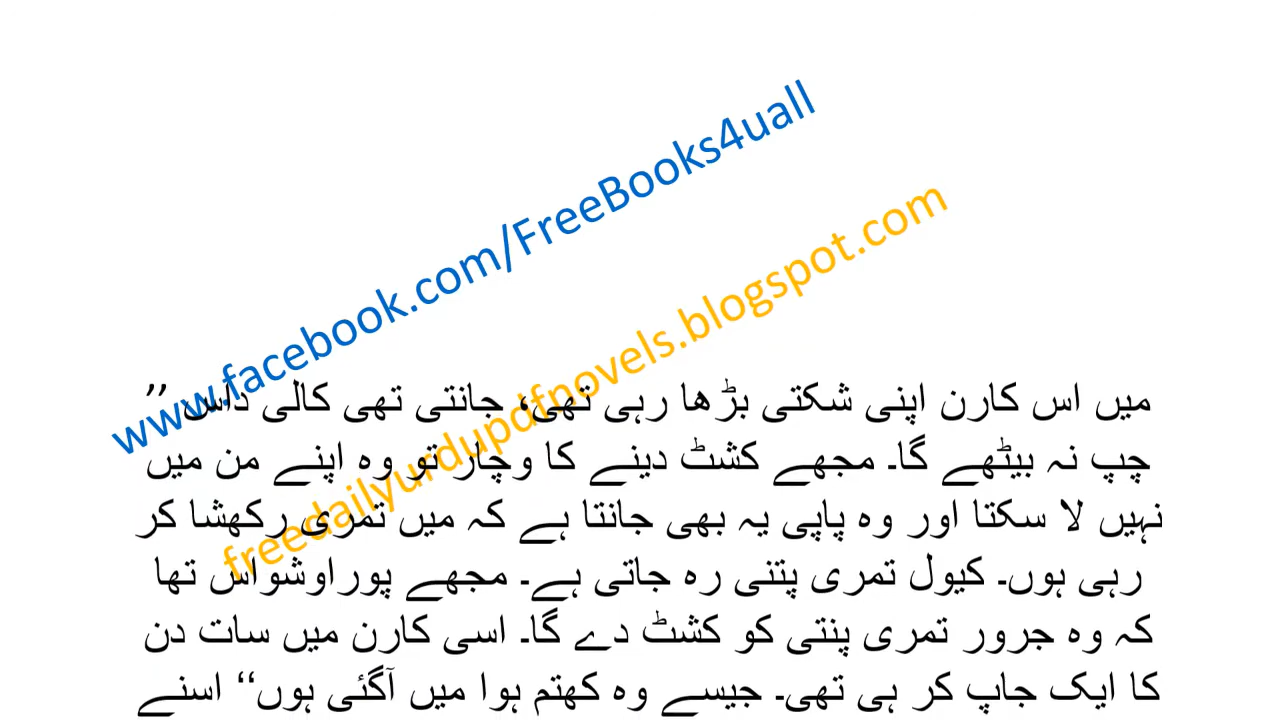 www.facebook.com/FreeBooks4uall
freedailyurdupdfnovels.blogspot.com
میں اس کارن اپنی شکتی بڑھا رہی تھی، جانتی تھی کالی داس ’’
چپ نہ بیٹھے گا۔ مجھے کشٹ دینے کا وچار تو وہ اپنے من میں
نہیں لا سکتا اور وہ پاپی یہ بھی جانتا ہے کہ میں تمری رکھشا کر
رہی ہوں۔ کیول تمری پتنی رہ جاتی ہے۔ مجھے پوراوشواس تھا
کہ وہ جرور تمری پنتی کو کشٹ دے گا۔ اسی کارن میں سات دن
کا ایک جاپ کر ہی تھی۔ جیسے وہ کھتم ہوا میں آگئی ہوں‘‘ اسنے